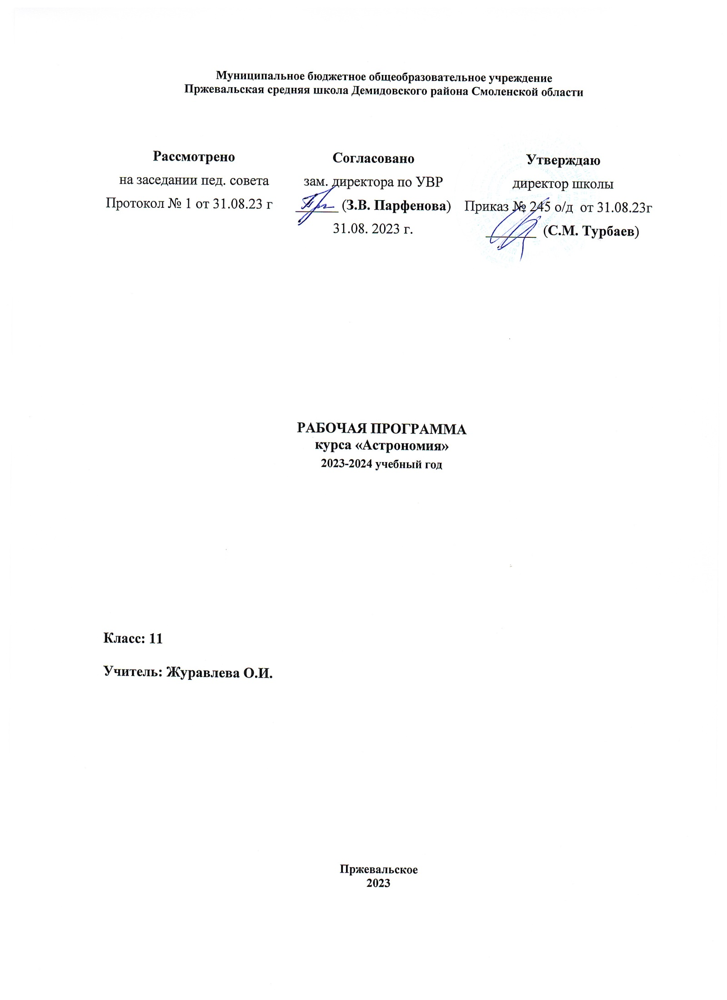 Муниципальное бюджетное общеобразовательное учреждение
Пржевальская средняя школа Демидовского района Смоленской области
Рассмотрено
на заседании пед. совета
Протокол № 1 от 31.08.23 г
Согласовано
зам. директора по УВР
______ (З.В. Парфенова)
31.08. 2023 г.
Утверждаю
директор школы
Приказ № 245 о/д от 31.08.23г
_______ (С.М. Турбаев)
РАБОЧАЯ ПРОГРАММА
курса «Астрономия»
2023-2024 учебный год
Класс: 11
Учитель: Журавлева О.И.
Пржевальское
2023